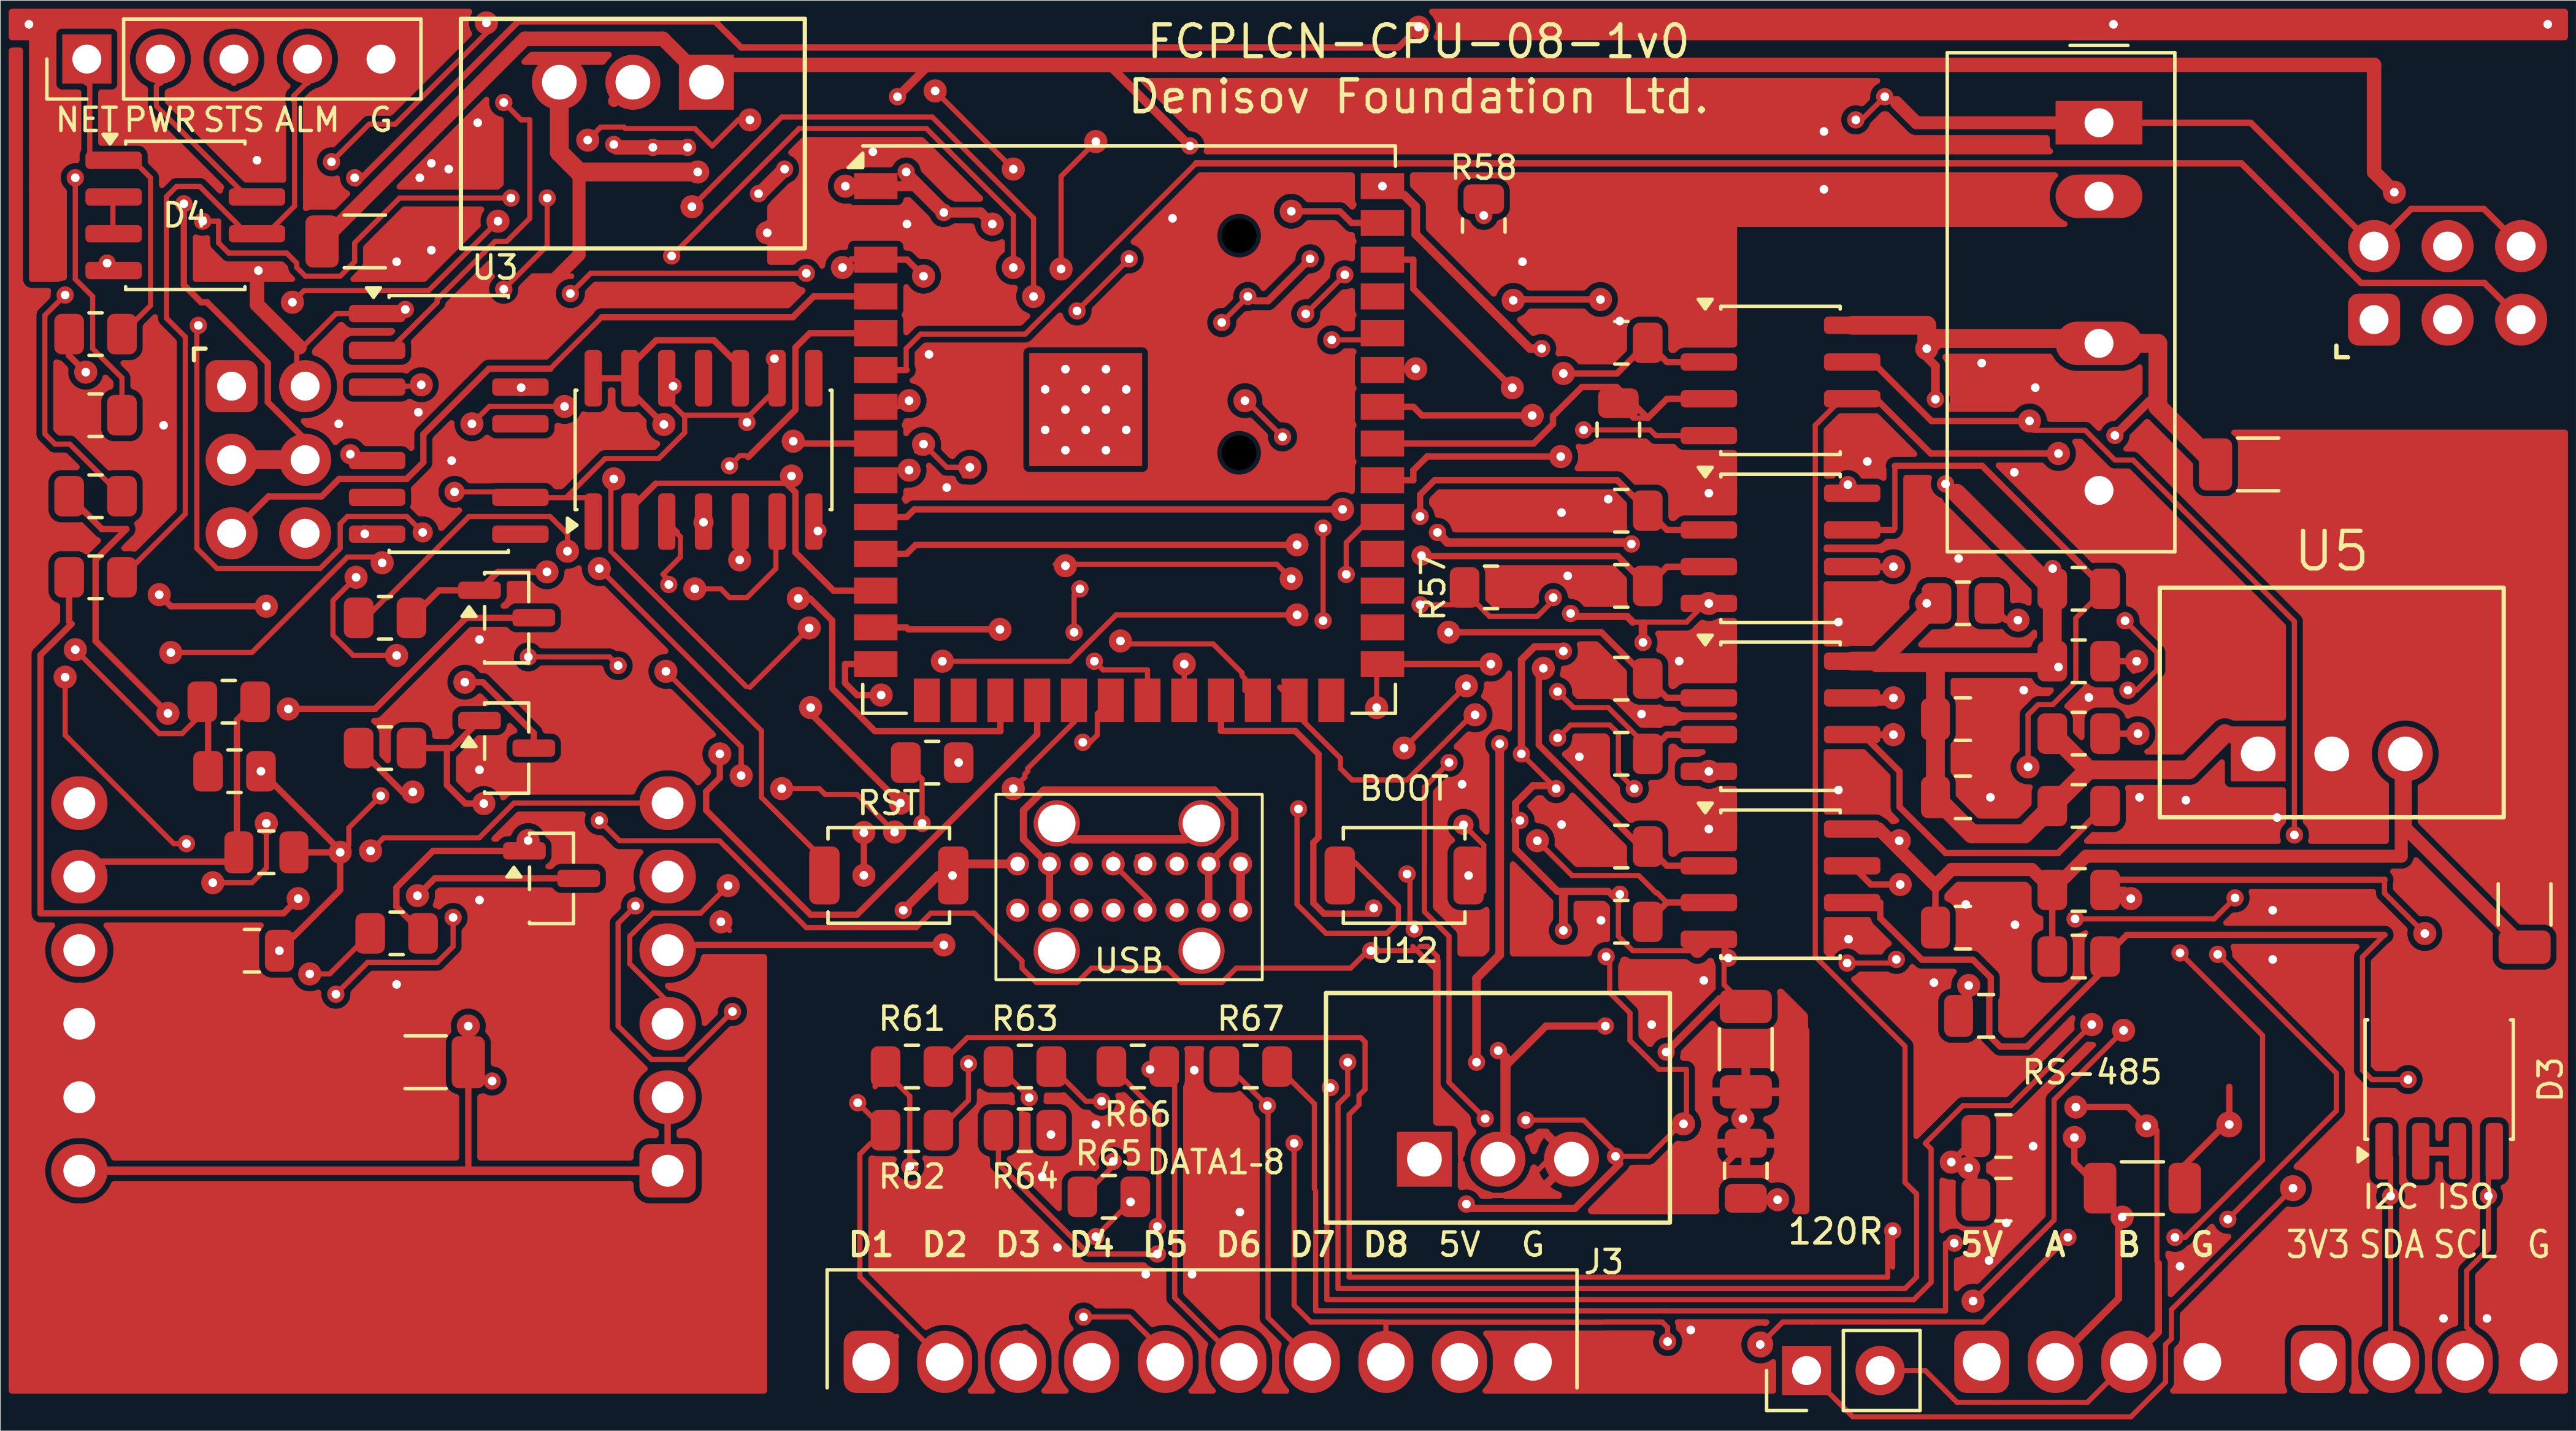 FCPLCN-CPU-08-1v0
Denisov Foundation Ltd.
NET PWR STS ALM G
R58
D4
U3
U5
R57
BOOT
RST
U12
USB
R61 R63 R67
RS-485
D3
R66
R65
DATA1-8
R62 R64
I2C ISO
120R
D1 D2 D3 D4 D5 D6 D7 D8 5V G
5V A B G
3V3 SDA SCL G
J3